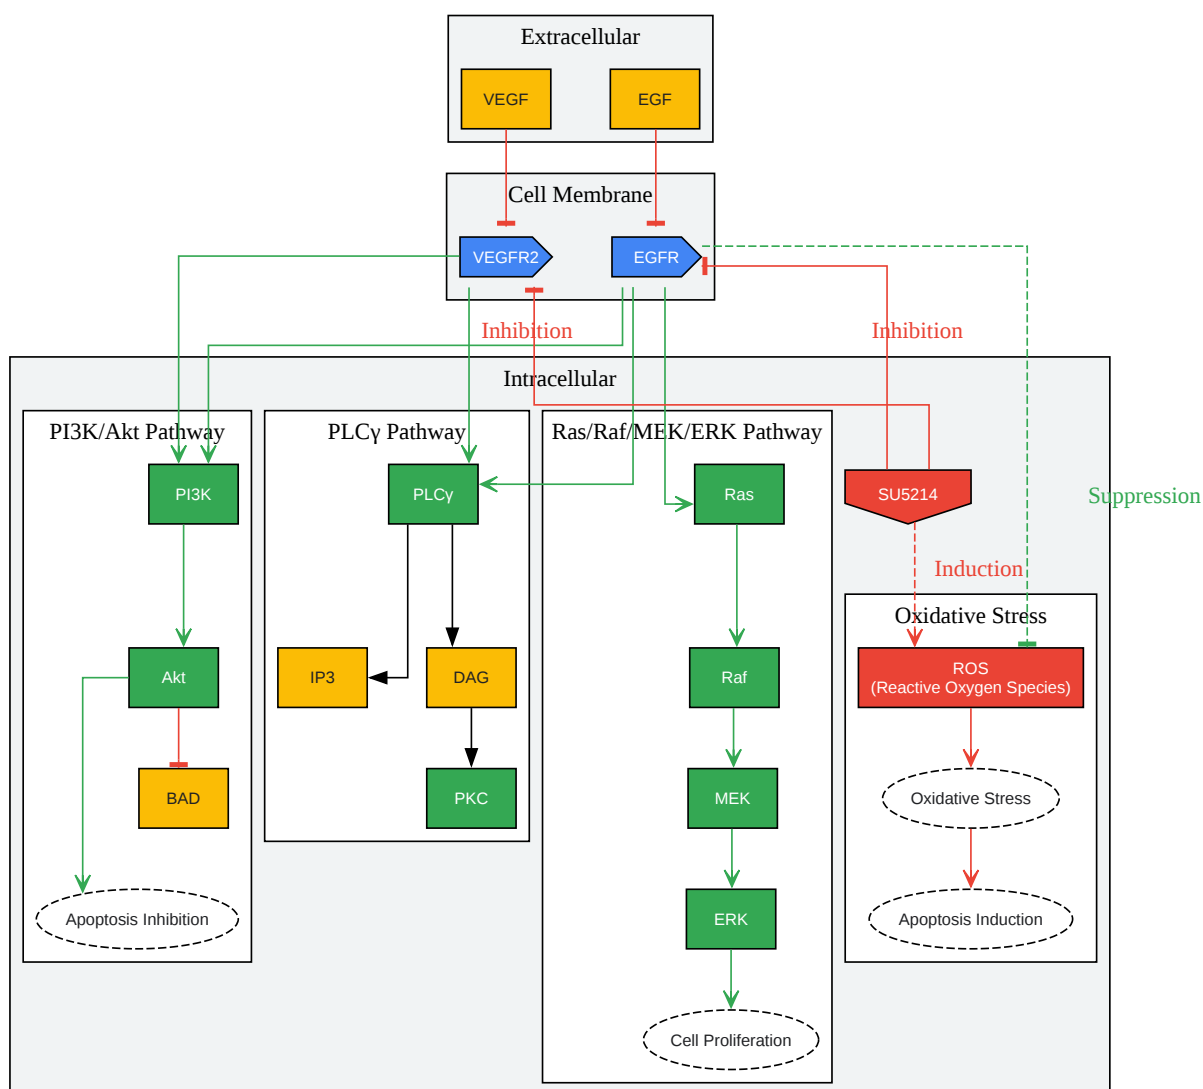 Extracellular
VEGF
EGF
Cell Membrane
VEGFR2
EGFR
Inhibition
Inhibition
Intracellular
PI3K/Akt Pathway
PLCγ Pathway
Ras/Raf/MEK/ERK Pathway
PI3K
PLCγ
Ras
SU5214
Suppression
Induction
Oxidative Stress
Akt
IP3
DAG
Raf
ROS
(Reactive Oxygen Species)
BAD
PKC
MEK
Oxidative Stress
Apoptosis Inhibition
ERK
Apoptosis Induction
Cell Proliferation